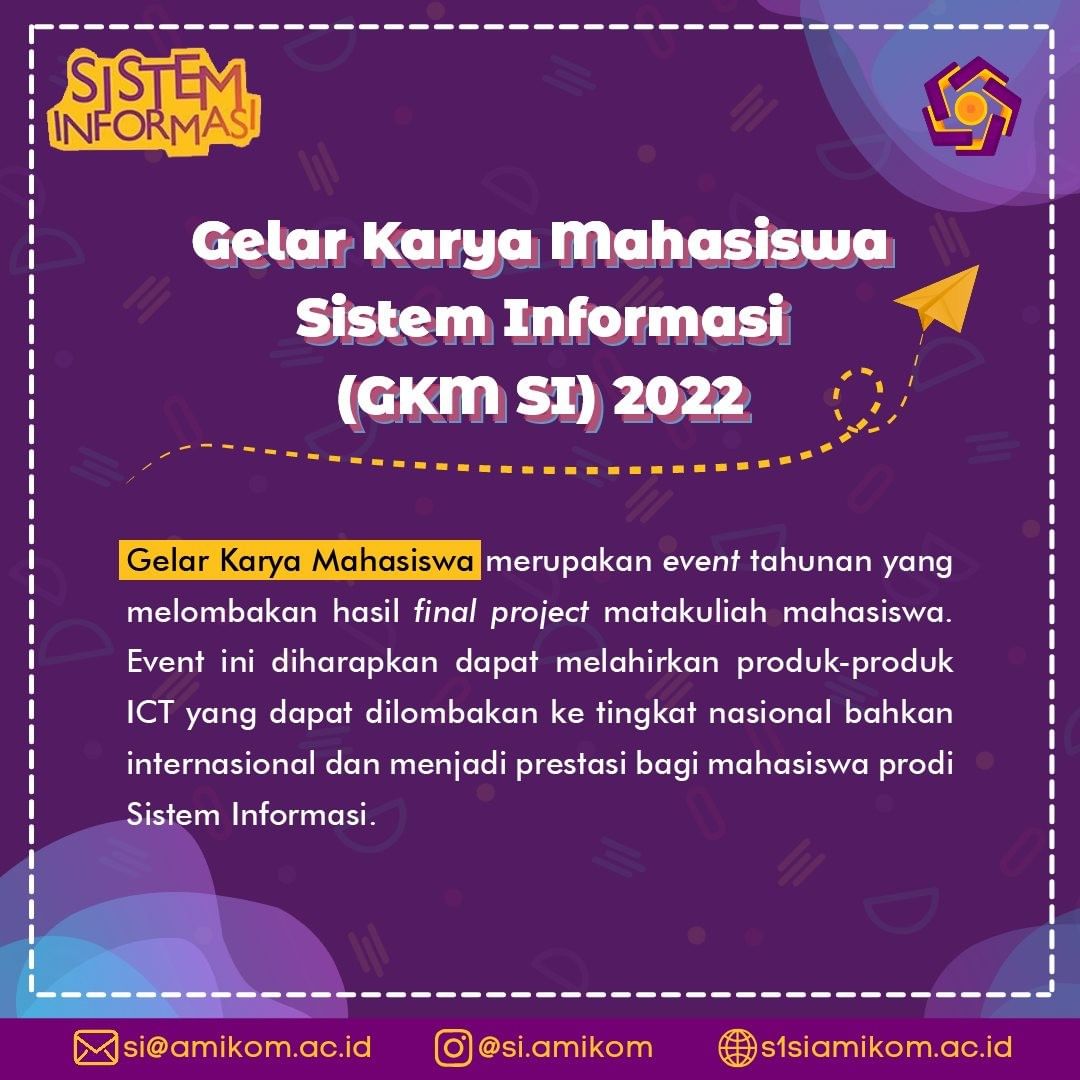 SISTEM
INFORMASI
Gelar Karya Mahasiswa
Sistem Informasi
(GKM SI) 2022
Gelar Karya Mahasiswa merupakan event tahunan yang
melombakan hasil final project matakuliah mahasiswa.
Event ini diharapkan dapat melahirkan produk-produk
ICT yang dapat dilombakan ke tingkat nasional bahkan
internasional dan menjadi prestasi bagi mahasiswa prodi
Sistem Informasi.
si@amikom.ac.id @si.amikom s1siamikom.ac.id